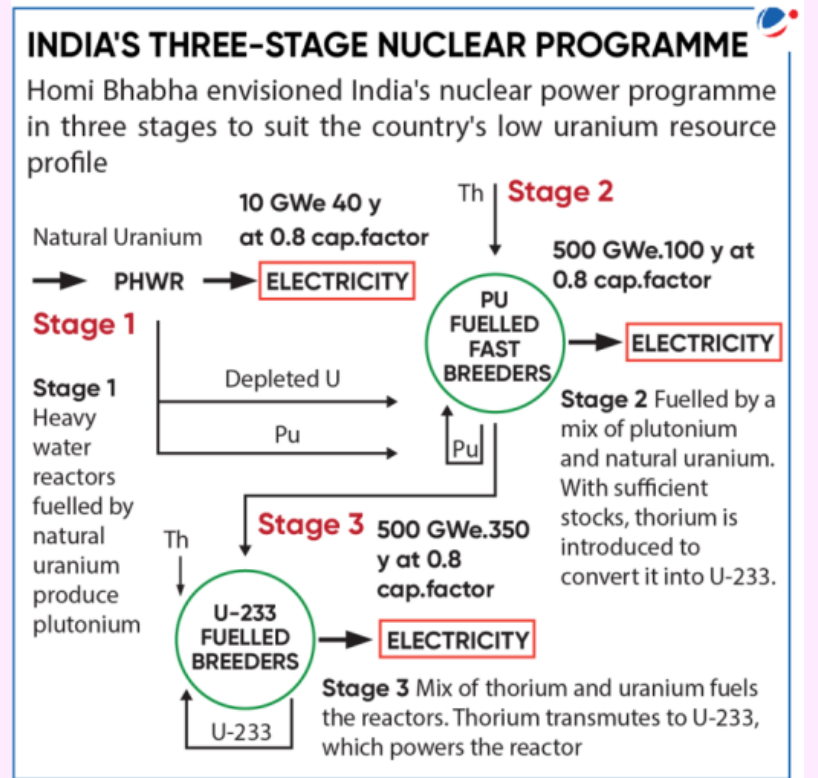 INDIA'S THREE-STAGE NUCLEAR PROGRAMME
Homi Bhabha envisioned India's nuclear power programme
in three stages to suit the country's low uranium resource
profile
Natural Uranium
10 GWe 40 y
at 0.8 cap.factor
PHWR
ELECTRICITY
Stage 1
Depleted U
Pu
Stage 1
Heavy
water
reactors
fuelled by
natural
uranium
produce
plutonium
Th
Stage 2
500 GWe.100 y at
0.8 cap.factor
PU
FUELLED
FAST
BREEDERS
ELECTRICITY
Pu
Stage 2 Fuelled by a
mix of plutonium
and natural uranium.
With sufficient
stocks, thorium is
introduced to
convert it into U-233.
Stage 3
500 GWe.350
y at 0.8
cap.factor
Th
U-233
FUELLED
BREEDERS
ELECTRICITY
U-233
Stage 3 Mix of thorium and uranium fuels
the reactors. Thorium transmutes to U-233,
which powers the reactor